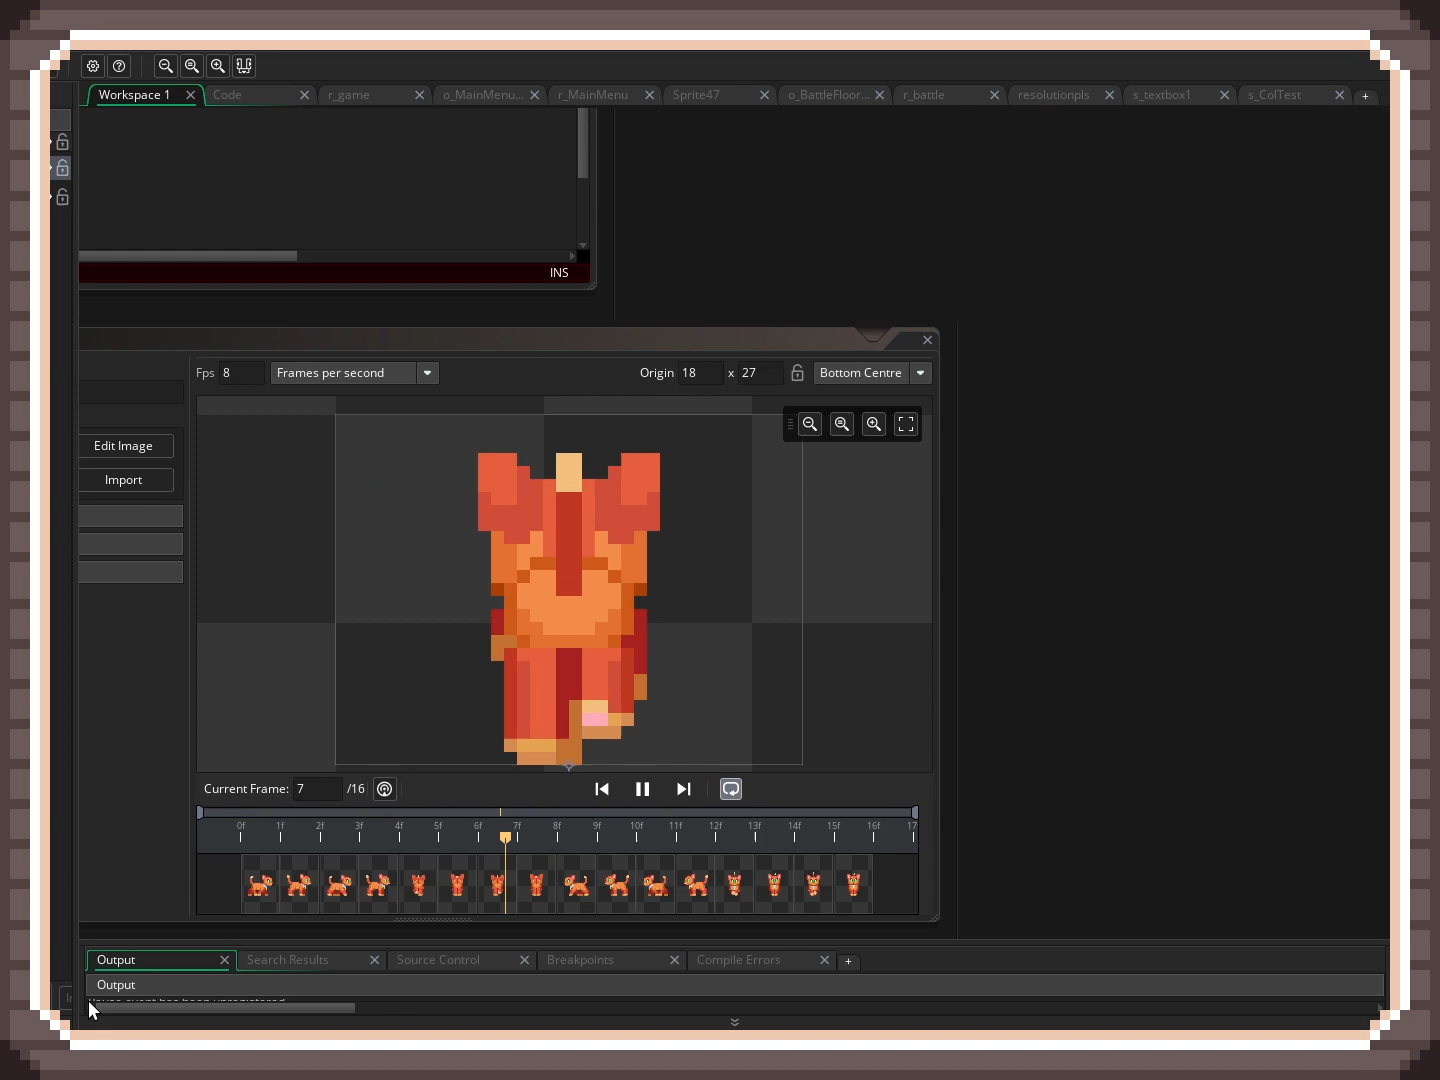 Workspace 1 Code r_game o_MainMenu... r_MainMenu Sprite47 o_BattleFloor... r_battle resolutionpls s_textbox1 s_ColTest +
INS
Fps 8 Frames per second Origin 18 x 27 Bottom Centre
Edit Image
Import
Current Frame: 7 /16
0f 1f 2f 3f 4f 5f 6f 7f 8f 9f 10f 11f 12f 13f 14f 15f 16f 17
Output Search Results Source Control Breakpoints Compile Errors +
Output